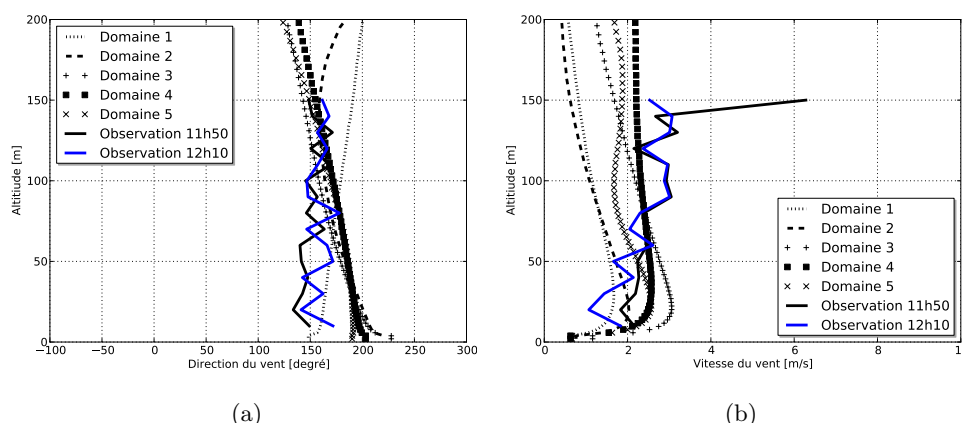 200
150
100
50
0
Altitiude [m]
−100 −50 0 50 100 150 200 250 300
Direction du vent [degré]
Domaine 1
Domaine 2
Domaine 3
Domaine 4
Domaine 5
Observation 11h50
Observation 12h10
(a)
200
150
100
50
0
Altitiude [m]
0 2 4 6 8 1
Vitesse du vent [m/s]
Domaine 1
Domaine 2
Domaine 3
Domaine 4
Domaine 5
Observation 11h50
Observation 12h10
(b)